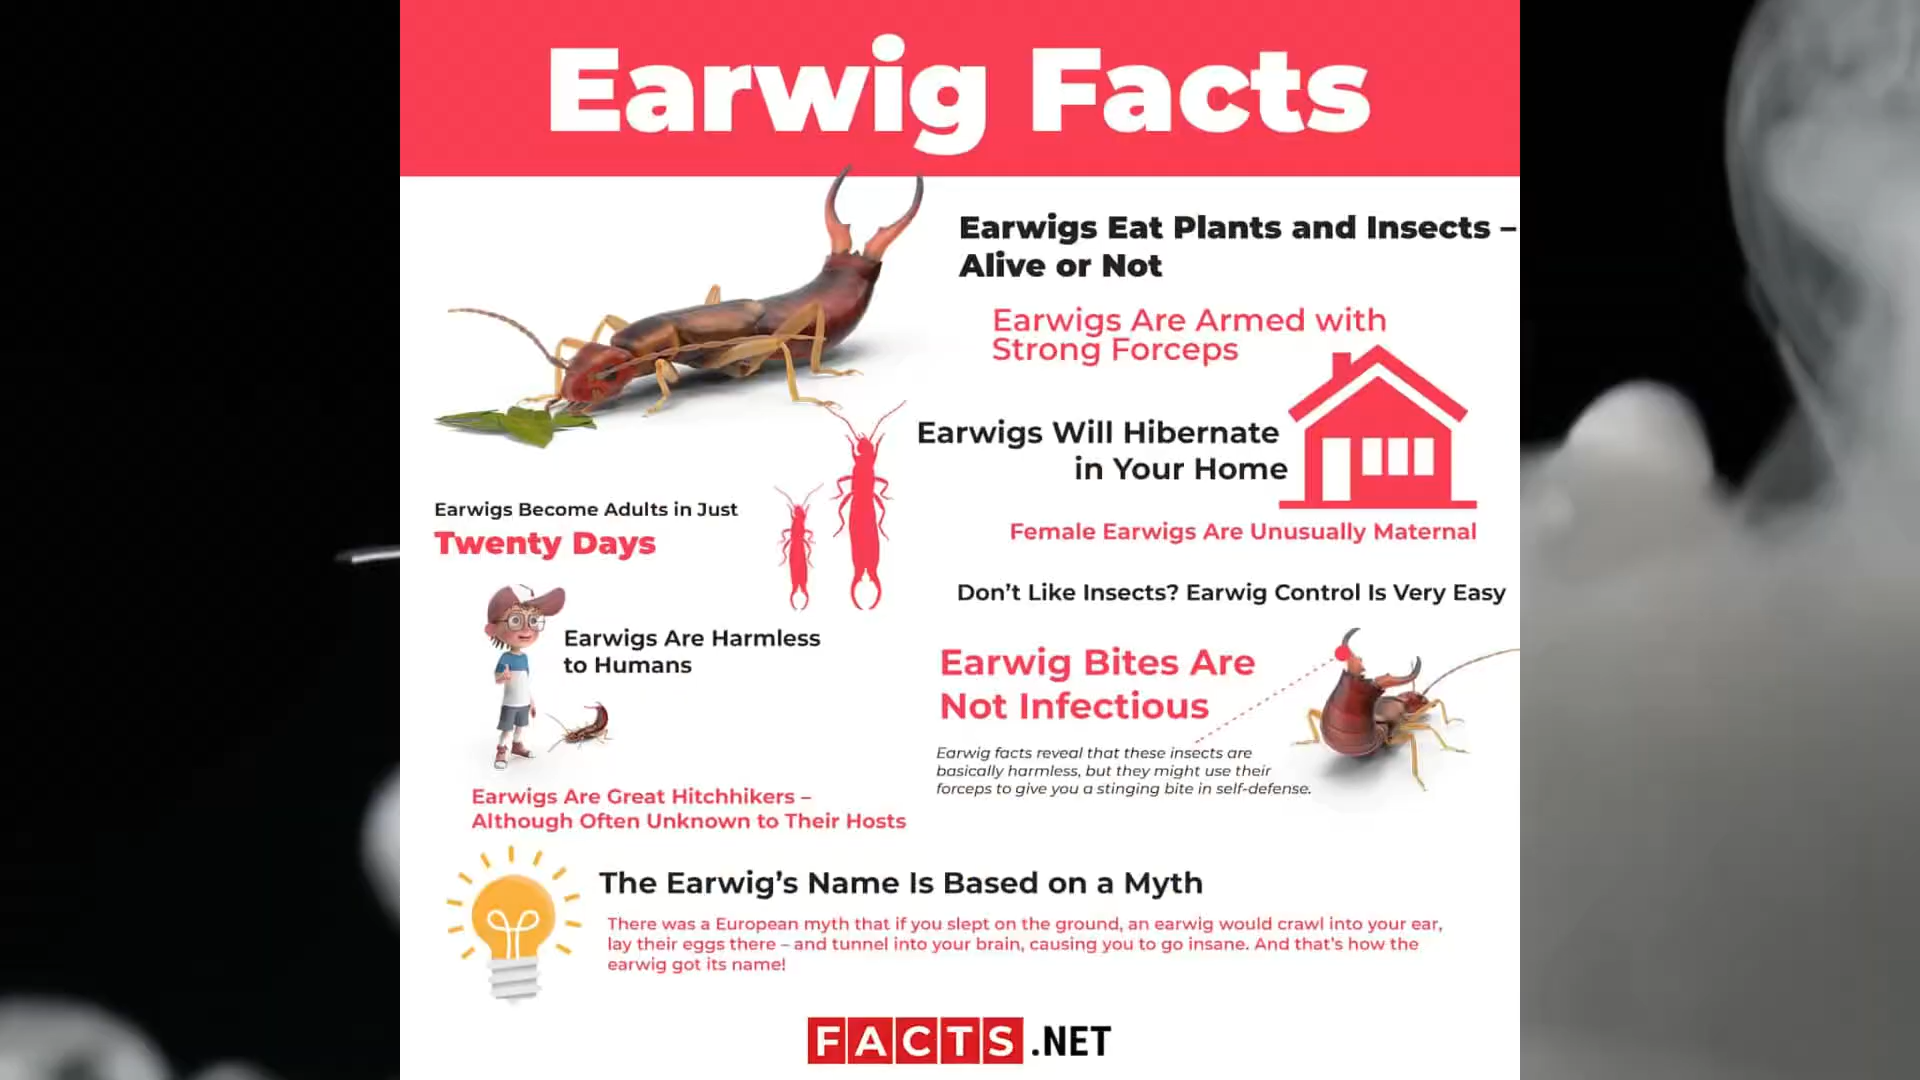 Earwig Facts
Earwigs Eat Plants and Insects –
Alive or Not
Earwigs Are Armed with
Strong Forceps
Earwigs Will Hibernate
in Your Home
Earwigs Become Adults in Just
Twenty Days
Female Earwigs Are Unusually Maternal
Don't Like Insects? Earwig Control Is Very Easy
Earwigs Are Harmless
to Humans
Earwig Bites Are
Not Infectious
Earwig facts reveal that these insects are
basically harmless, but they might use their
forceps to give you a stinging bite in self-defense.
Earwigs Are Great Hitchhikers –
Although Often Unknown to Their Hosts
The Earwig's Name Is Based on a Myth
There was a European myth that if you slept on the ground, an earwig would crawl into your ear,
lay their eggs there – and tunnel into your brain, causing you to go insane. And that's how the
earwig got its name!
FACTS.NET